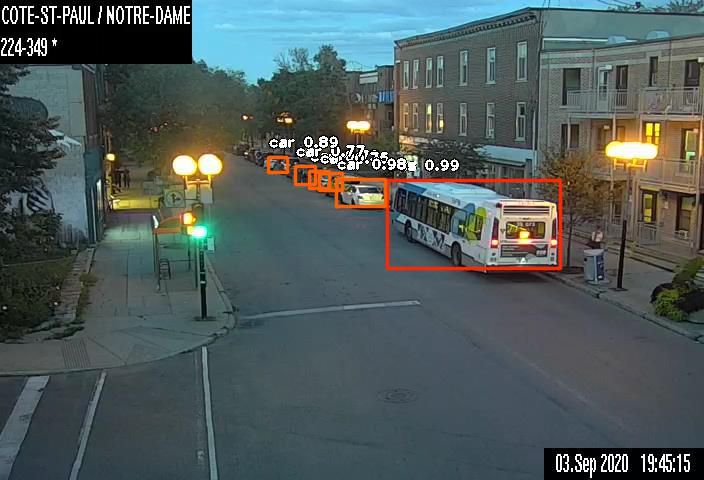 COTE-ST-PAUL / NOTRE-DAME
224-349 *
car 0.89
car 0.77
car 0.98
0.99
03.Sep 2020 19:45:15